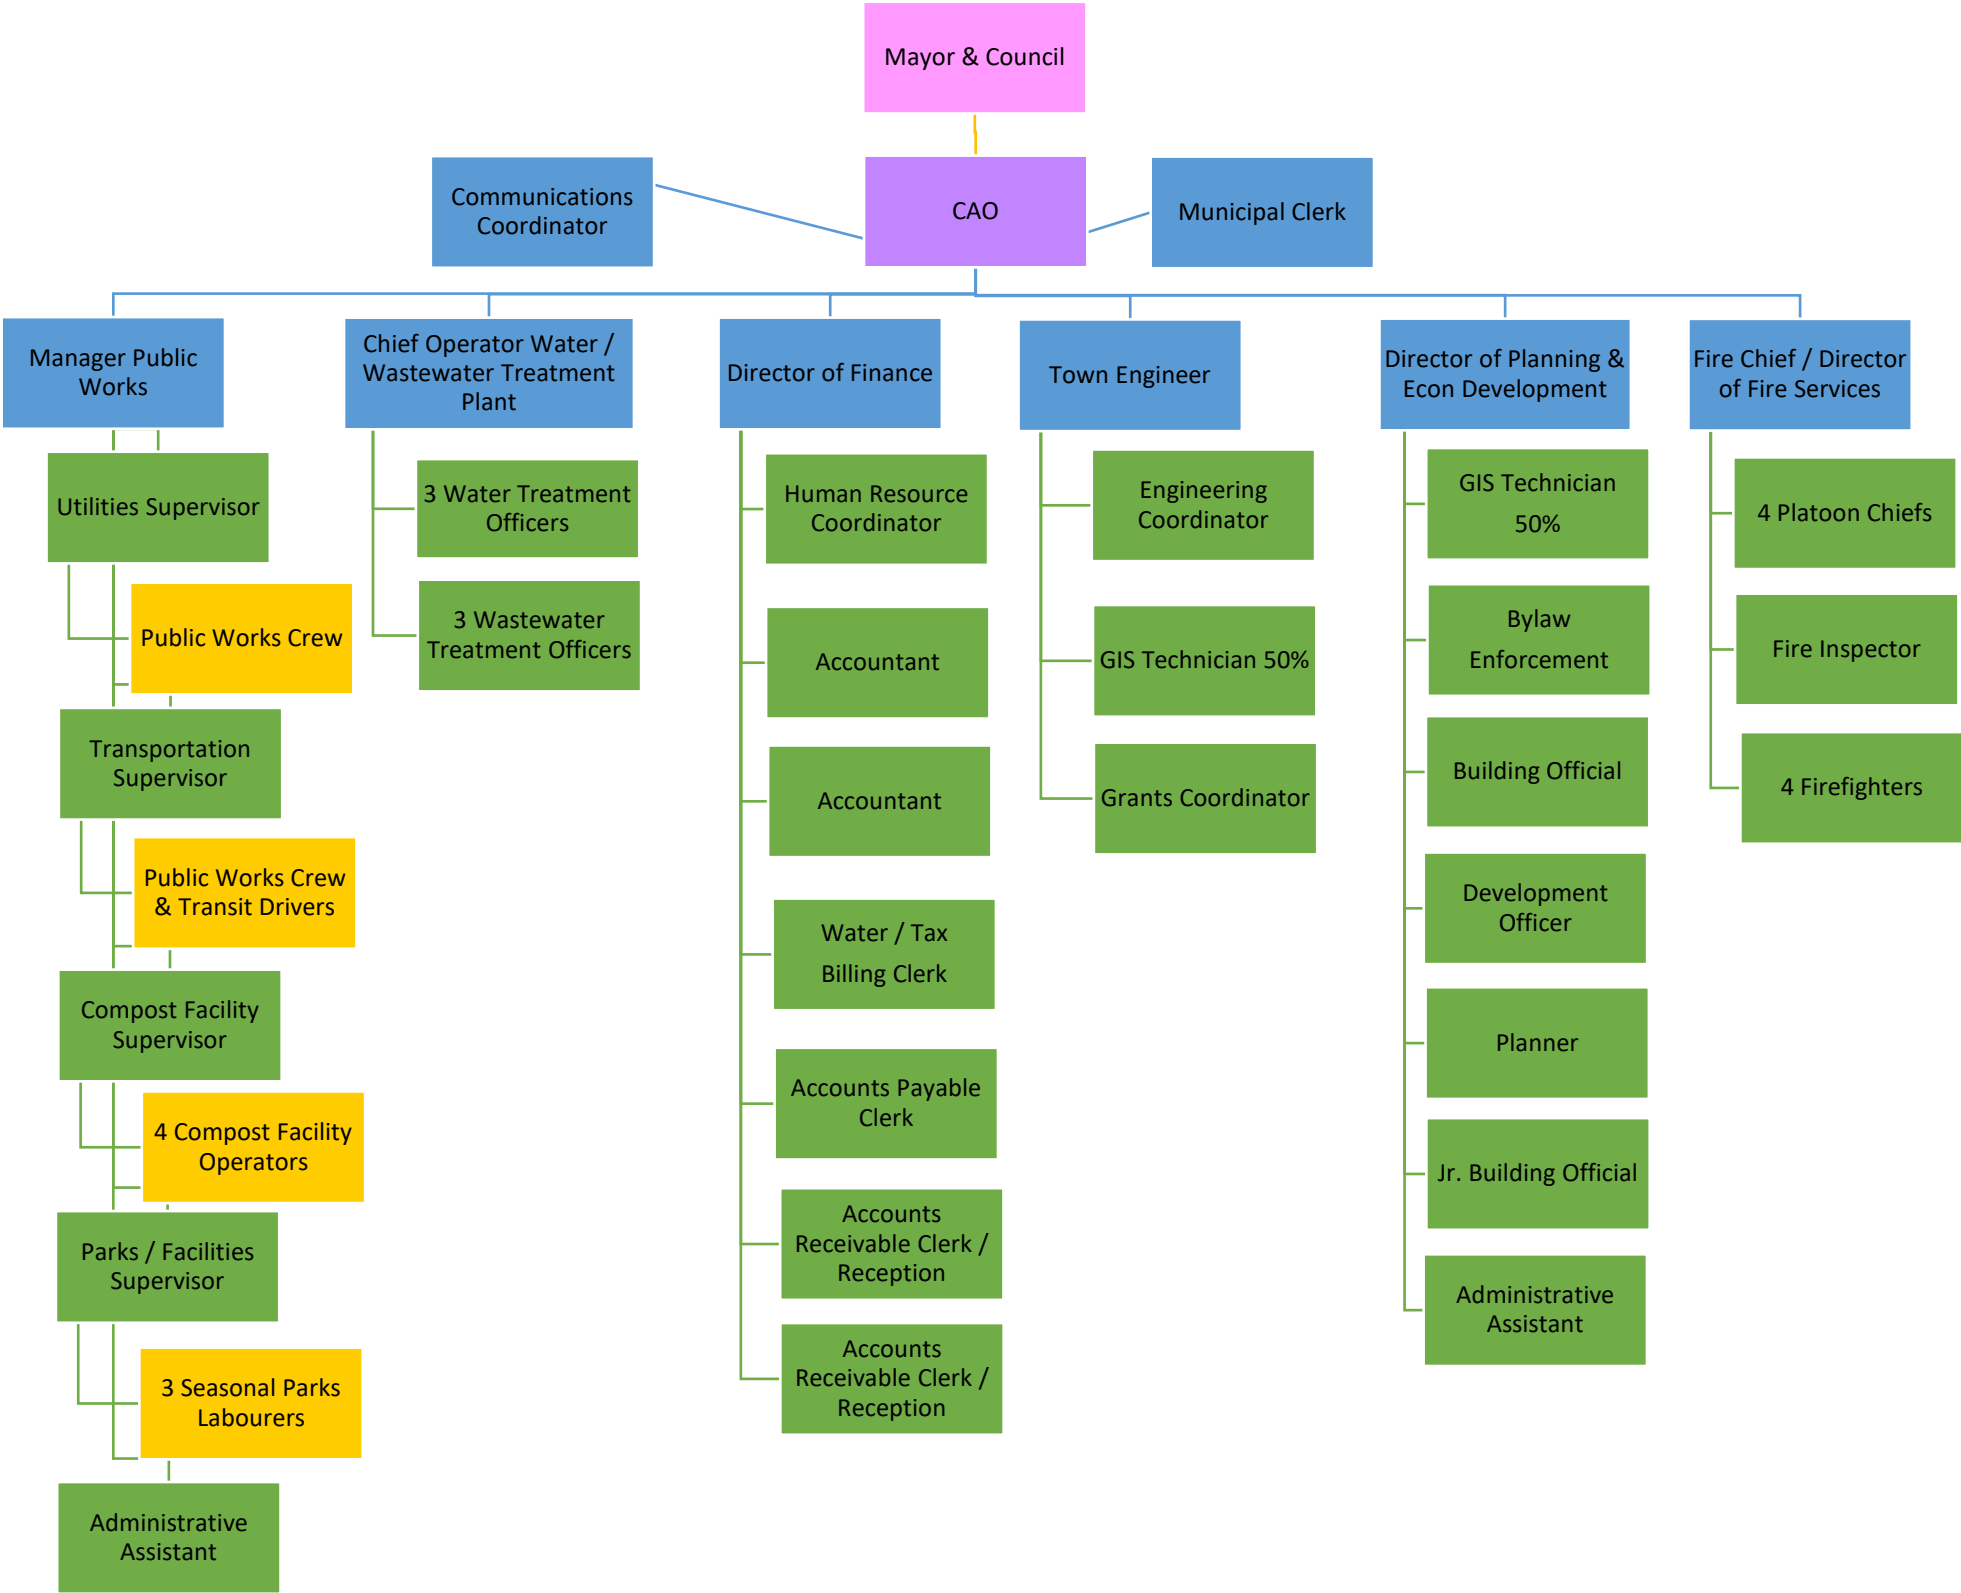 Mayor & Council
Communications
Coordinator
CAO
Municipal Clerk
Manager Public
Works
Chief Operator Water /
Wastewater Treatment
Plant
Director of Finance
Town Engineer
Director of Planning &
Econ Development
Fire Chief / Director
of Fire Services
Utilities Supervisor
Public Works Crew
Transportation
Supervisor
Public Works Crew
& Transit Drivers
Compost Facility
Supervisor
4 Compost Facility
Operators
Parks / Facilities
Supervisor
3 Seasonal Parks
Labourers
Administrative
Assistant
3 Water Treatment
Officers
3 Wastewater
Treatment Officers
Human Resource
Coordinator
Accountant
Accountant
Water / Tax
Billing Clerk
Accounts Payable
Clerk
Accounts
Receivable Clerk /
Reception
Accounts
Receivable Clerk /
Reception
Engineering
Coordinator
GIS Technician 50%
Grants Coordinator
GIS Technician
50%
Bylaw
Enforcement
Building Official
Development
Officer
Planner
Jr. Building Official
Administrative
Assistant
4 Platoon Chiefs
Fire Inspector
4 Firefighters